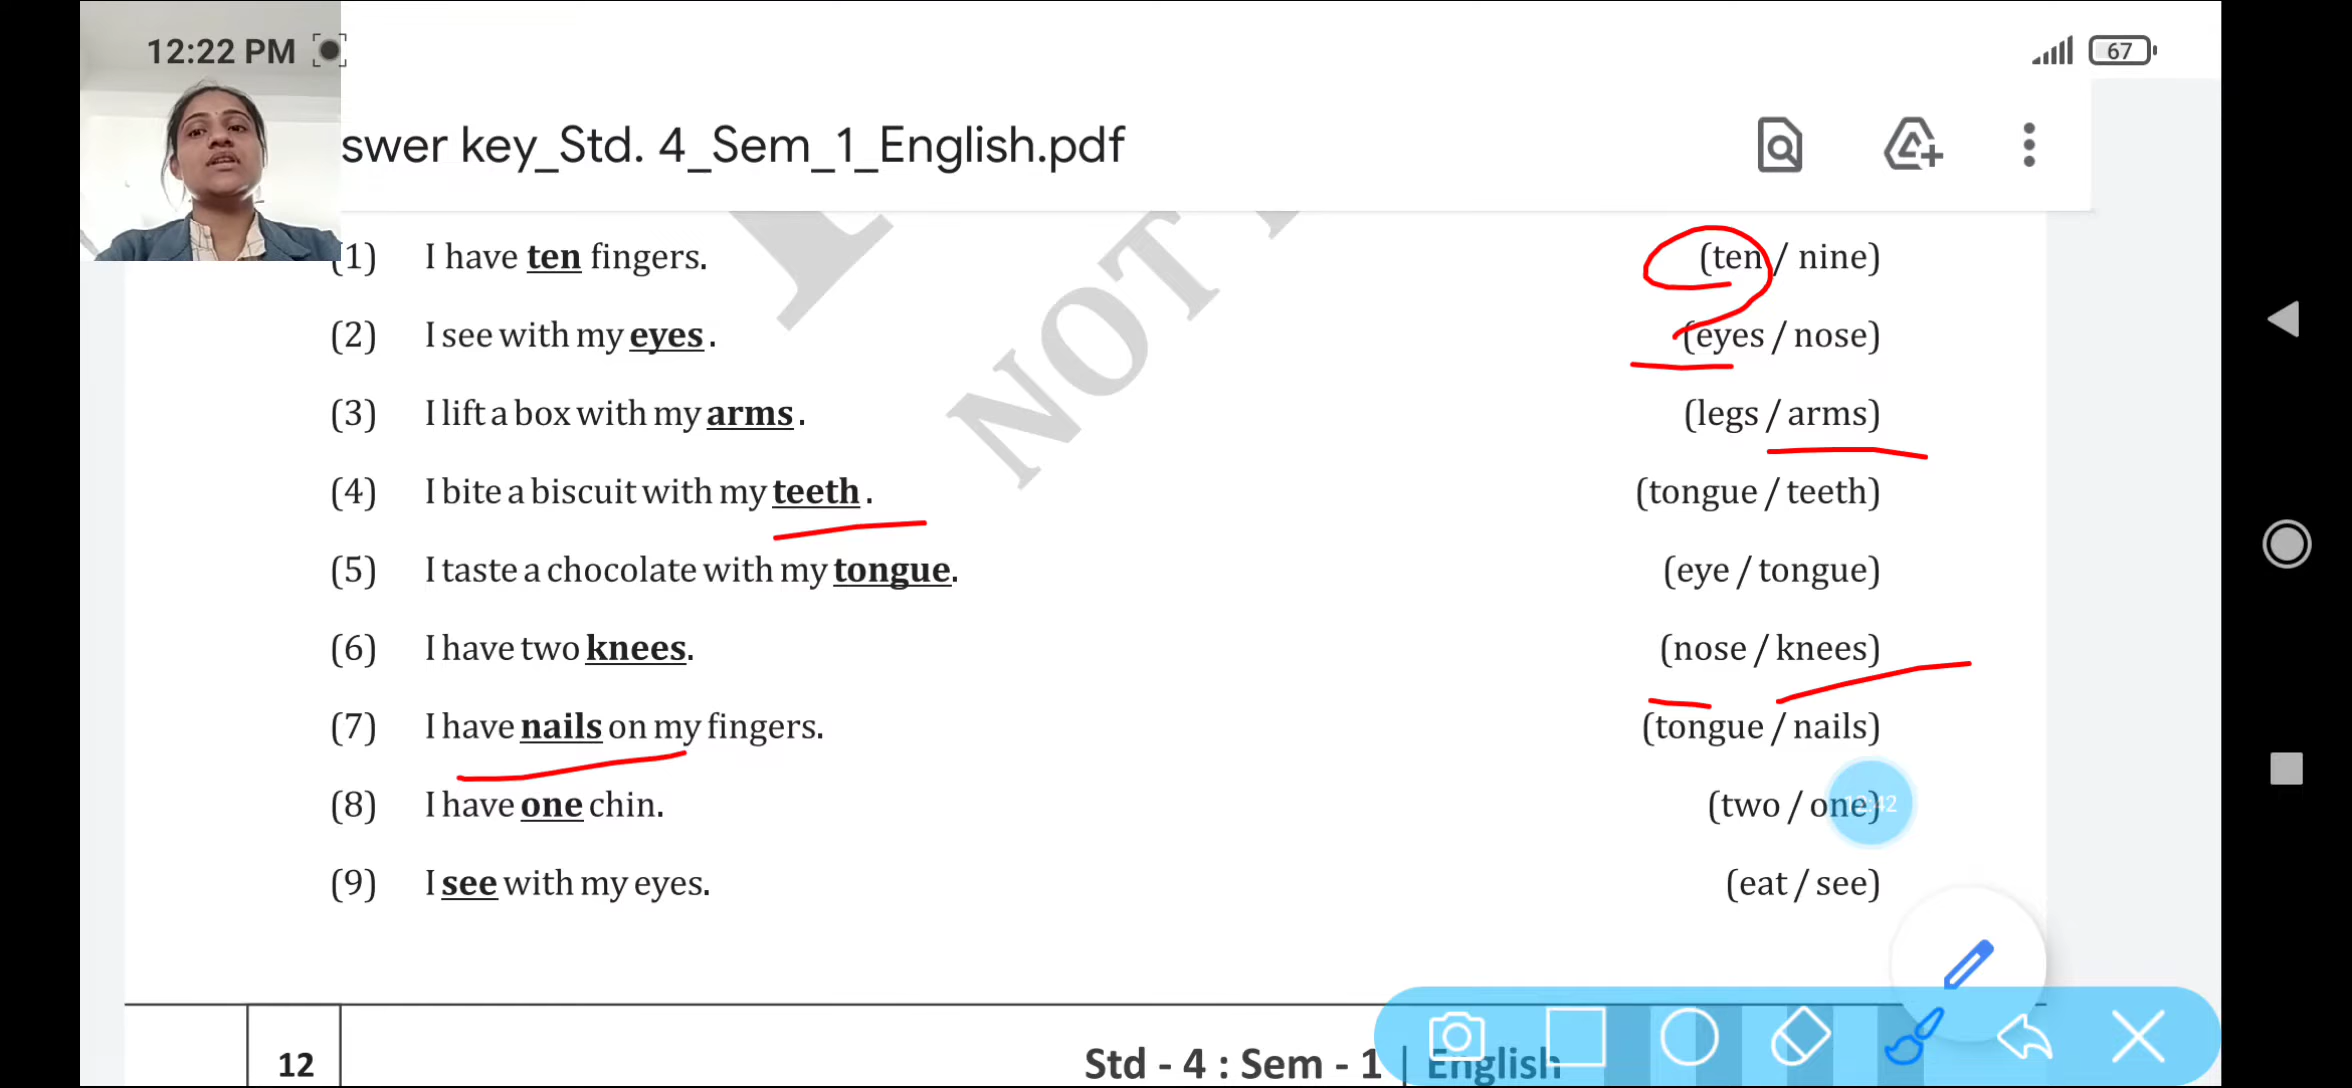 12:22 PM
67
swer key_Std. 4_Sem_1_English.pdf
(1) I have ten fingers. (ten / nine)
(2) I see with my eyes. (eyes / nose)
(3) I lift a box with my arms. (legs / arms)
(4) I bite a biscuit with my teeth. (tongue / teeth)
(5) I taste a chocolate with my tongue. (eye / tongue)
(6) I have two knees. (nose / knees)
(7) I have nails on my fingers. (tongue / nails)
(8) I have one chin. (two / one)
(9) I see with my eyes. (eat / see)
NOT
12 Std - 4 : Sem - 1 | English